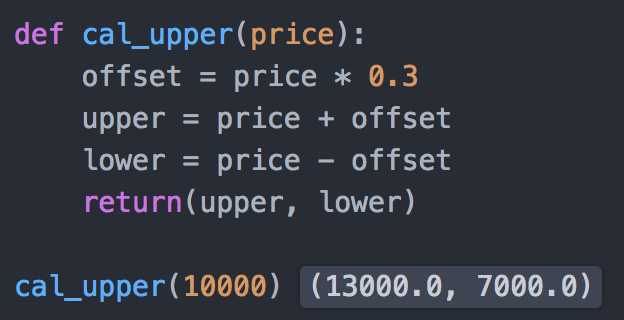 def cal_upper(price):
    offset = price * 0.3
    upper = price + offset
    lower = price - offset
    return(upper, lower)

cal_upper(10000) (13000.0, 7000.0)